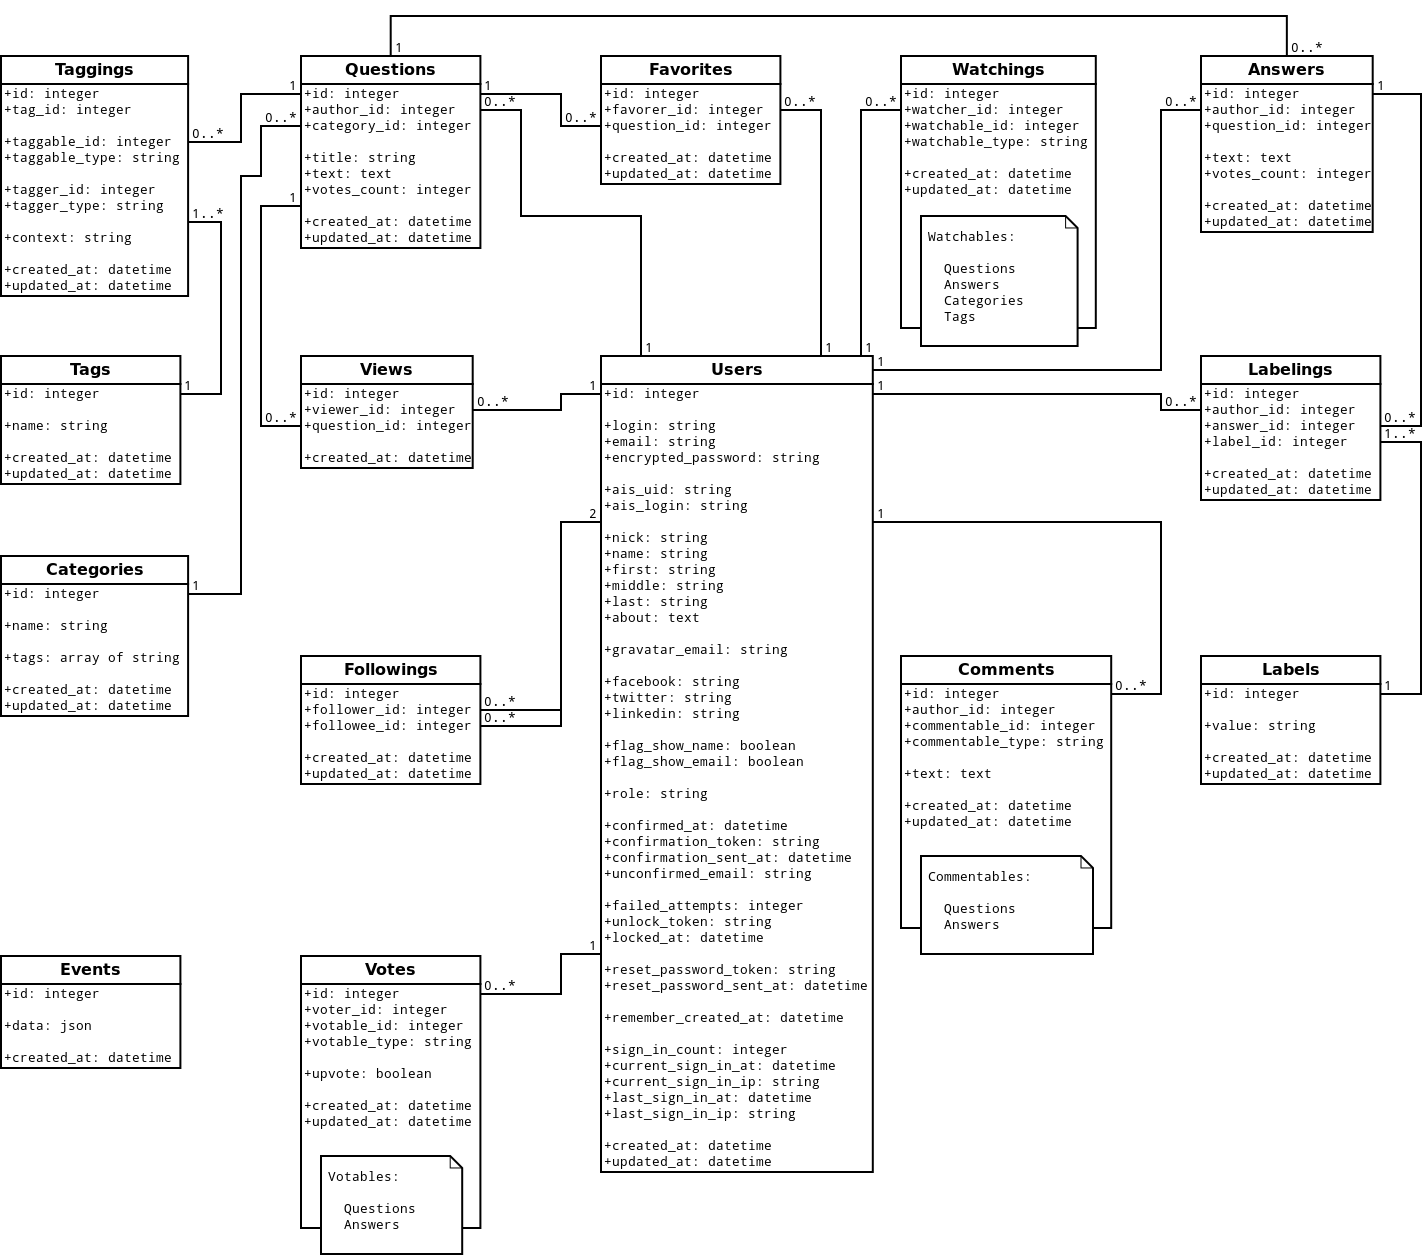 1
0..*
Taggings
+id: integer
+tag_id: integer
+taggable_id: integer
+taggable_type: string
+tagger_id: integer
+tagger_type: string
+context: string
+created_at: datetime
+updated_at: datetime
0..*
1..*
1
0..*
1
Questions
+id: integer
+author_id: integer
+category_id: integer
+title: string
+text: text
+votes_count: integer
+created_at: datetime
+updated_at: datetime
1
0..*
0..*
Favorites
+id: integer
+favorer_id: integer
+question_id: integer
+created_at: datetime
+updated_at: datetime
0..*
0..*
Watchings
+id: integer
+watcher_id: integer
+watchable_id: integer
+watchable_type: string
+created_at: datetime
+updated_at: datetime
Watchables:
Questions
Answers
Categories
Tags
0..*
Answers
+id: integer
+author_id: integer
+question_id: integer
+text: text
+votes_count: integer
+created_at: datetime
+updated_at: datetime
1
Tags
+id: integer
+name: string
+created_at: datetime
+updated_at: datetime
1
0..*
Views
+id: integer
+viewer_id: integer
+question_id: integer
+created_at: datetime
0..*
1
1
1
1
1
1
2
1
1
Users
+id: integer
+login: string
+email: string
+encrypted_password: string
+ais_uid: string
+ais_login: string
+nick: string
+name: string
+first: string
+middle: string
+last: string
+about: text
+gravatar_email: string
+facebook: string
+twitter: string
+linkedin: string
+flag_show_name: boolean
+flag_show_email: boolean
+role: string
+confirmed_at: datetime
+confirmation_token: string
+confirmation_sent_at: datetime
+unconfirmed_email: string
+failed_attempts: integer
+unlock_token: string
+locked_at: datetime
+reset_password_token: string
+reset_password_sent_at: datetime
+remember_created_at: datetime
+sign_in_count: integer
+current_sign_in_at: datetime
+current_sign_in_ip: string
+last_sign_in_at: datetime
+last_sign_in_ip: string
+created_at: datetime
+updated_at: datetime
0..*
Labelings
+id: integer
+author_id: integer
+answer_id: integer
+label_id: integer
+created_at: datetime
+updated_at: datetime
0..*
1..*
Categories
+id: integer
+name: string
+tags: array of string
+created_at: datetime
+updated_at: datetime
1
Followings
+id: integer
+follower_id: integer
+followee_id: integer
+created_at: datetime
+updated_at: datetime
0..*
0..*
Comments
+id: integer
+author_id: integer
+commentable_id: integer
+commentable_type: string
+text: text
+created_at: datetime
+updated_at: datetime
Commentables:
Questions
Answers
0..*
Labels
+id: integer
+value: string
+created_at: datetime
+updated_at: datetime
1
Events
+id: integer
+data: json
+created_at: datetime
Votes
+id: integer
+voter_id: integer
+votable_id: integer
+votable_type: string
+upvote: boolean
+created_at: datetime
+updated_at: datetime
Votables:
Questions
Answers
0..*